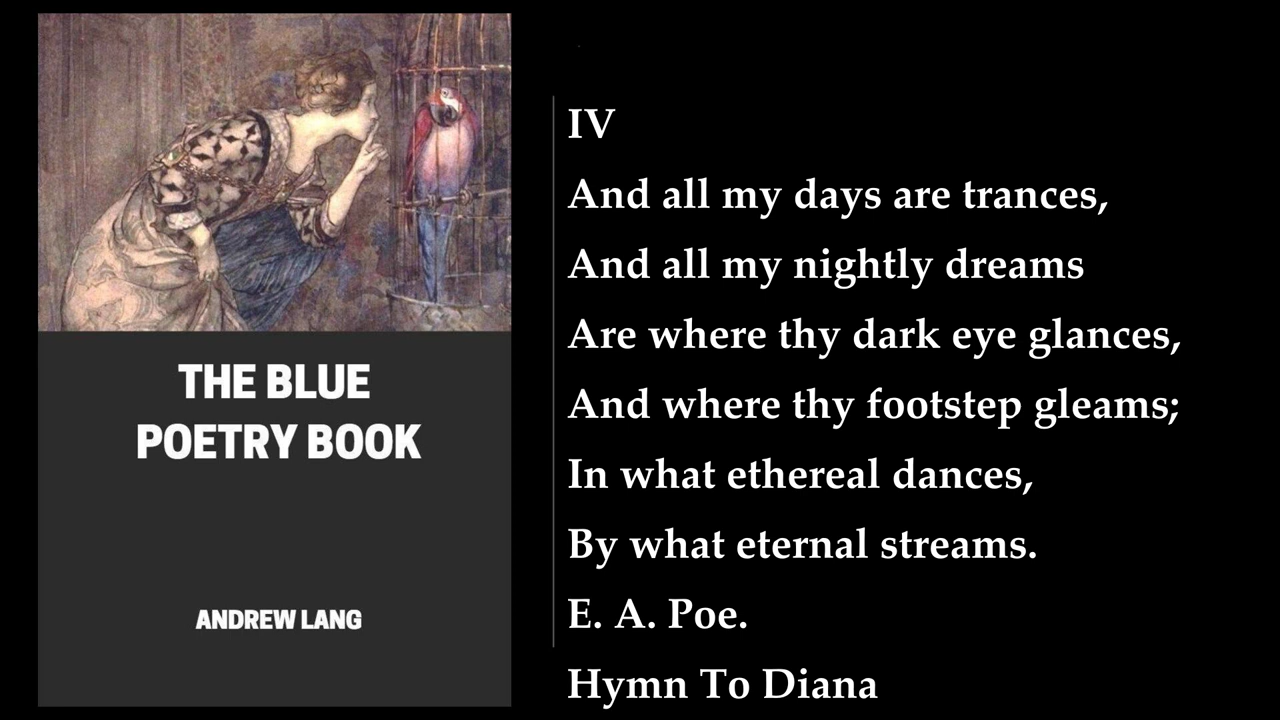 THE BLUE
POETRY BOOK
ANDREW LANG
IV
And all my days are trances,
And all my nightly dreams
Are where thy dark eye glances,
And where thy footstep gleams;
In what ethereal dances,
By what eternal streams.
E. A. Poe.
Hymn To Diana